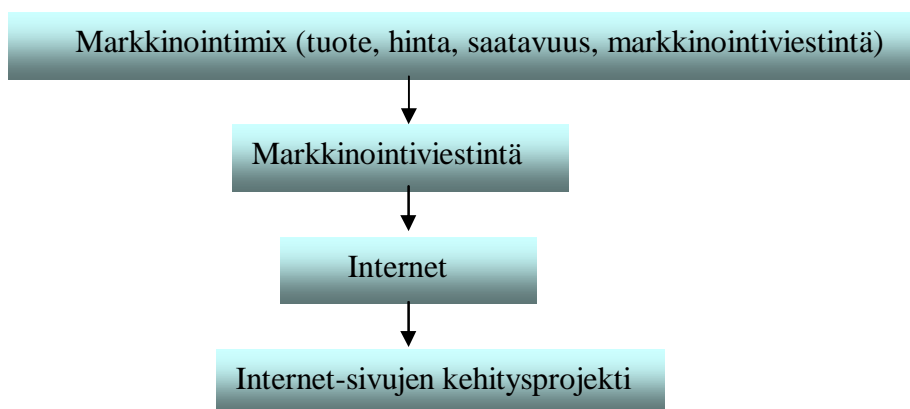 Markkinointimix (tuote, hinta, saatavuus, markkinointiviestintä)
Markkinointiviestintä
Internet
Internet-sivujen kehitysprojekti